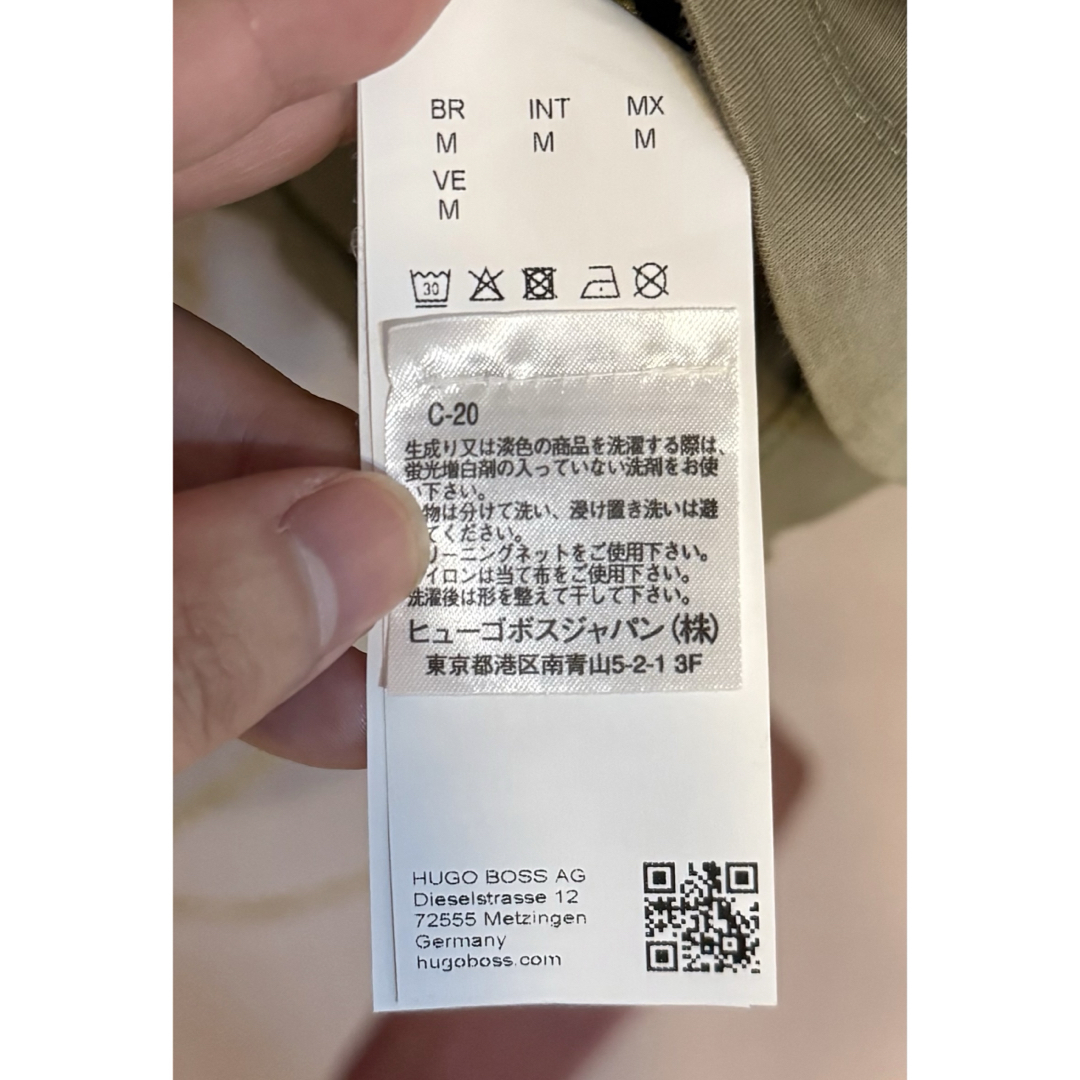 BR INT MX
M M M
VE
M
30
C-20
生成り又は淡色の商品を洗濯する際は、
蛍光増白剤の入っていない洗剤をお使
い下さい。
物は分けて洗い、浸け置き洗いは避
てください。
リーニングネットをご使用下さい。
イロンは当て布をご使用下さい。
洗濯後は形を整えて干して下さい。
ヒューゴボスジャパン(株)
東京都港区南青山5-2-1 3F
HUGO BOSS AG
Dieselstrasse 12
72555 Metzingen
Germany
hugoboss.com